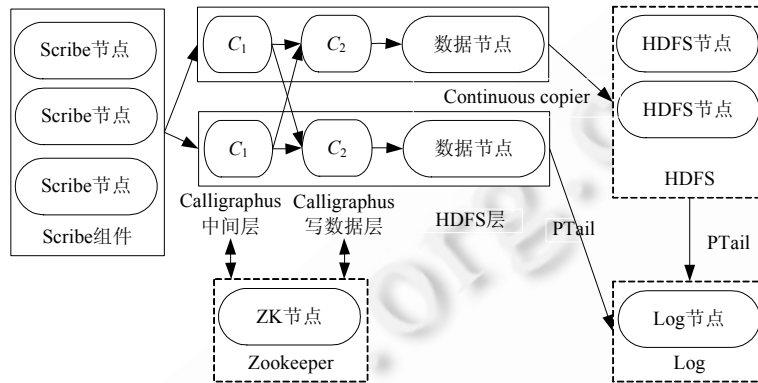 Scribe节点
Scribe节点
Scribe节点
Scribe组件
C1
C2
数据节点
C1
C2
数据节点
Continuous copier
HDFS节点
HDFS节点
HDFS
Calligraphus
中间层
Calligraphus
写数据层
HDFS层
PTail
PTail
ZK节点
Zookeeper
Log节点
Log
.org.